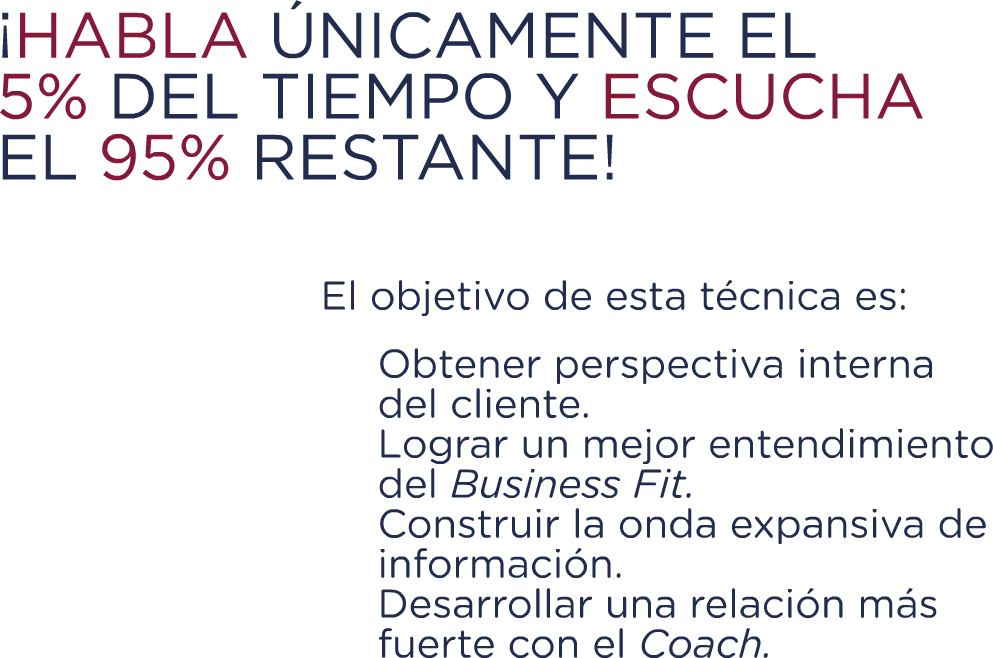 ¡HABLA ÚNICAMENTE EL
5% DEL TIEMPO Y ESCUCHA
EL 95% RESTANTE!
El objetivo de esta técnica es:
Obtener perspectiva interna
del cliente.
Lograr un mejor entendimiento
del Business Fit.
Construir la onda expansiva de
información.
Desarrollar una relación más
fuerte con el Coach.